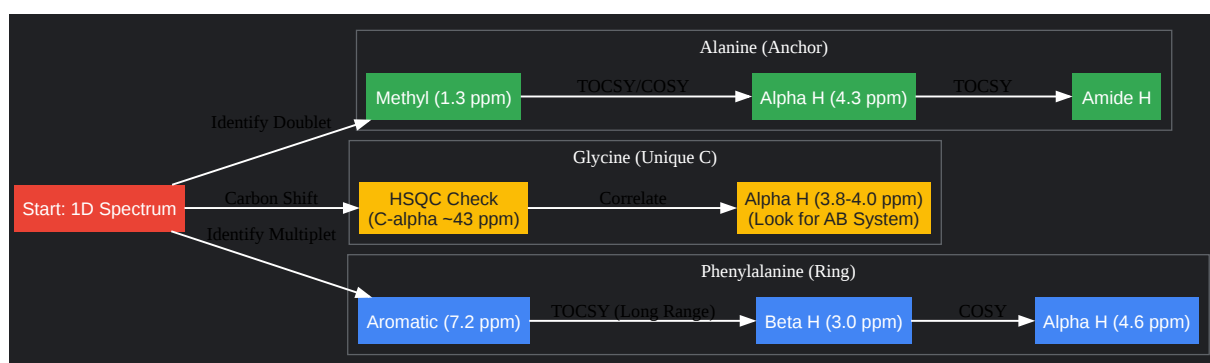 Alanine (Anchor)
Methyl (1.3 ppm)
TOCSY/COSY
Alpha H (4.3 ppm)
TOCSY
Amide H
Identify Doublet
Glycine (Unique C)
Start: 1D Spectrum
Carbon Shift
HSQC Check
(C-alpha ~43 ppm)
Correlate
Alpha H (3.8-4.0 ppm)
(Look for AB System)
Identify Multiplet
Phenylalanine (Ring)
Aromatic (7.2 ppm)
TOCSY (Long Range)
Beta H (3.0 ppm)
COSY
Alpha H (4.6 ppm)